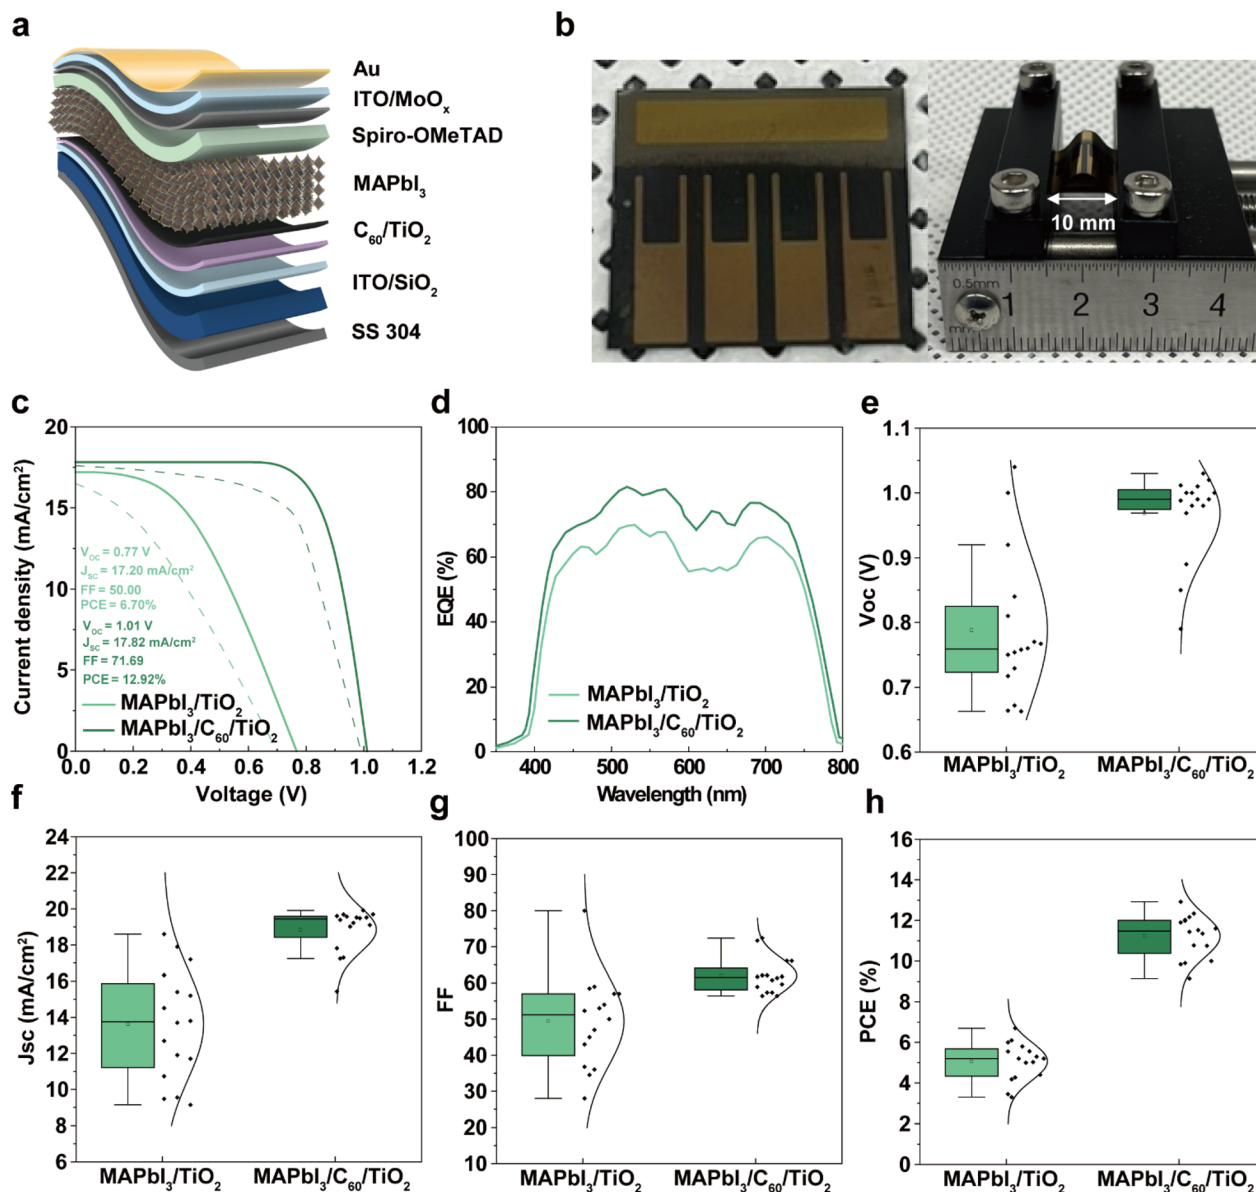 a
Au
ITO/MoOₓ
Spiro-OMeTAD
MAPbI₃
C₆₀/TiO₂
ITO/SiO₂
SS 304
b
10 mm
0.5mm
1 2 3 4
c
Current density (mA/cm²)
20
15
10
5
0
V_OC = 0.77 V
J_SC = 17.20 mA/cm²
FF = 50.00
PCE = 6.70%
V_OC = 1.01 V
J_SC = 17.82 mA/cm²
FF = 71.69
PCE = 12.92%
MAPbI₃/TiO₂
MAPbI₃/C₆₀/TiO₂
0.0 0.2 0.4 0.6 0.8 1.0 1.2
Voltage (V)
d
EQE (%)
100
80
60
40
20
0
MAPbI₃/TiO₂
MAPbI₃/C₆₀/TiO₂
400 500 600 700 800
Wavelength (nm)
e
Voc (V)
1.1
1.0
0.9
0.8
0.7
0.6
MAPbI₃/TiO₂ MAPbI₃/C₆₀/TiO₂
f
Jsc (mA/cm²)
24
22
20
18
16
14
12
10
8
6
MAPbI₃/TiO₂ MAPbI₃/C₆₀/TiO₂
g
FF
100
90
80
70
60
50
40
30
20
10
MAPbI₃/TiO₂ MAPbI₃/C₆₀/TiO₂
h
PCE (%)
16
14
12
10
8
6
4
2
0
MAPbI₃/TiO₂ MAPbI₃/C₆₀/TiO₂